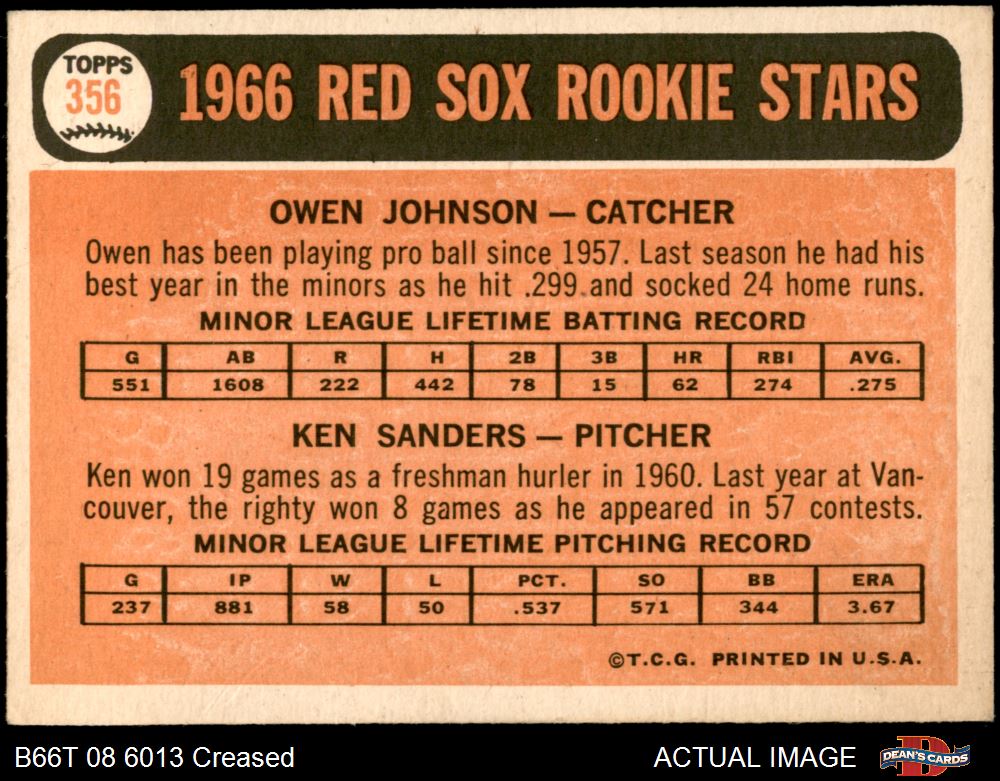 TOPPS
356
1966 RED SOX ROOKIE STARS
OWEN JOHNSON — CATCHER
Owen has been playing pro ball since 1957. Last season he had his
best year in the minors as he hit .299 and socked 24 home runs.
MINOR LEAGUE LIFETIME BATTING RECORD
G AB R H 2B 3B HR RBI AVG.
551 1608 222 442 78 15 62 274 .275
KEN SANDERS — PITCHER
Ken won 19 games as a freshman hurler in 1960. Last year at Van-
couver, the righty won 8 games as he appeared in 57 contests.
MINOR LEAGUE LIFETIME PITCHING RECORD
G IP W L PCT. SO BB ERA
237 881 58 50 .537 571 344 3.67
©T.C.G. PRINTED IN U.S.A.
B66T 08 6013 Creased ACTUAL IMAGE DEAN'S CARDS